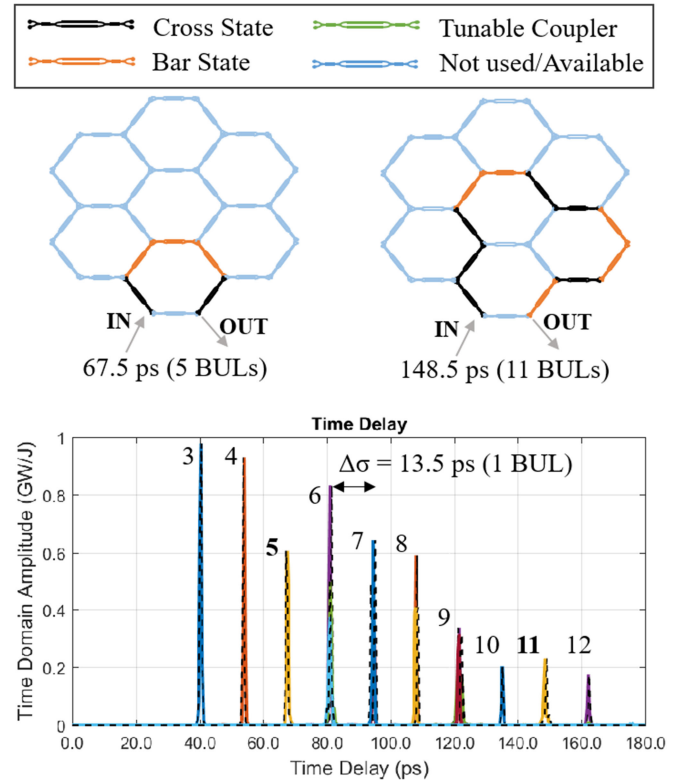 Cross State
Tunable Coupler
Bar State
Not used/Available
IN
OUT
67.5 ps (5 BULs)
IN
OUT
148.5 ps (11 BULs)
Time Delay
Time Domain Amplitude (GW/J)
1
0.8
0.6
0.4
0.2
0
3
4
5
6
Δσ = 13.5 ps (1 BUL)
7
8
9
10
11
12
0.0
20.0
40.0
60.0
80.0
100.0
120.0
140.0
160.0
180.0
Time Delay (ps)